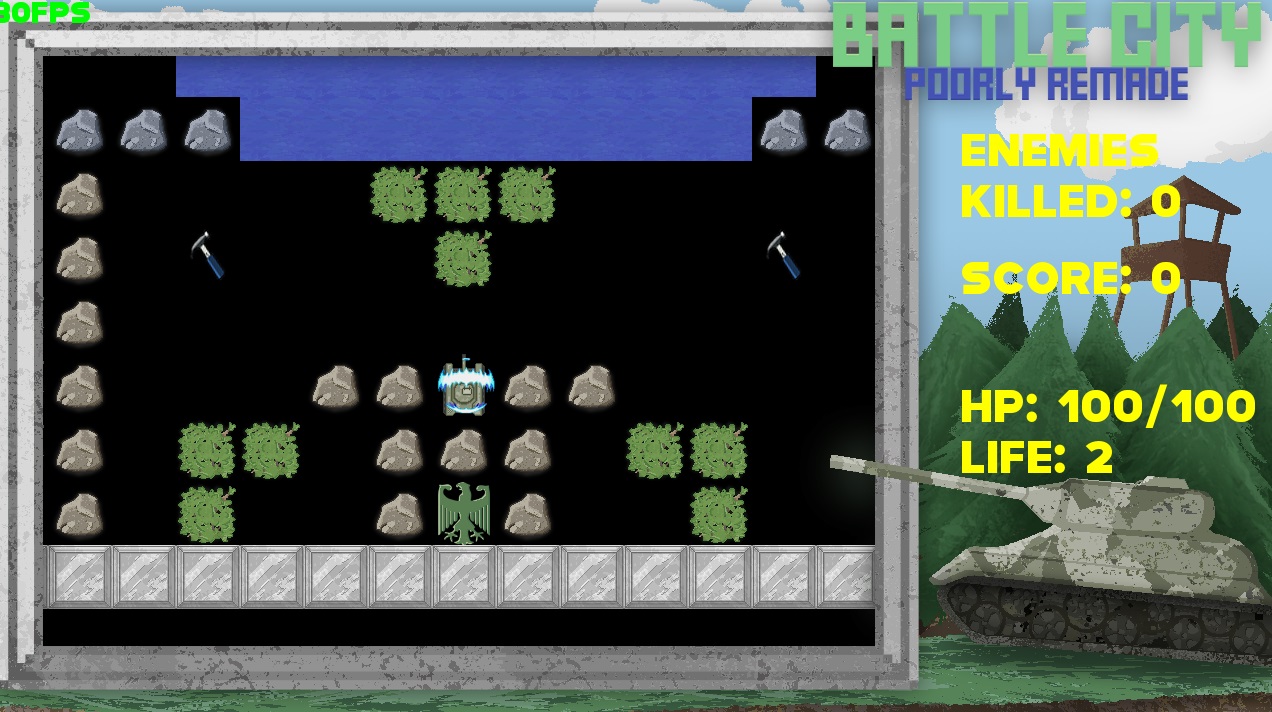 30FPS
BATTLE CITY
POORLY REMADE
ENEMIES
KILLED: 0
SCORE: 0
HP: 100/100
LIFE: 2